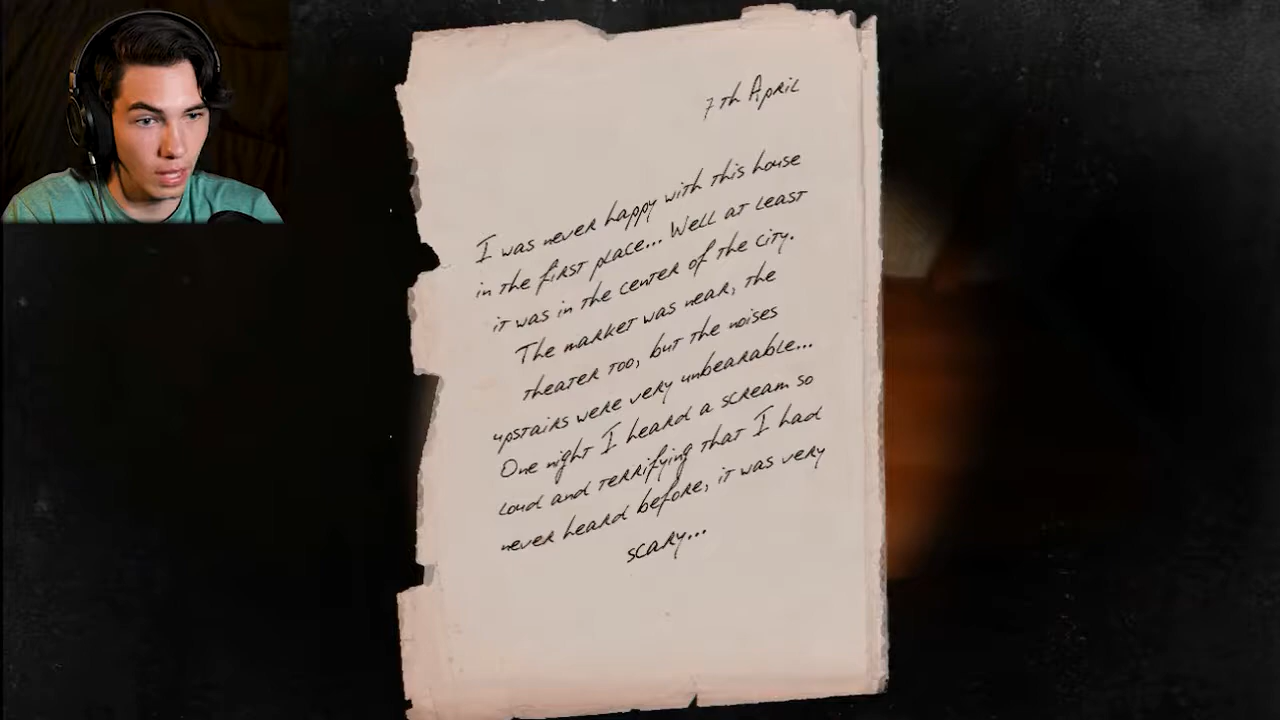 7th April
I was never happy with this house
in the first place... Well at least
it was in the center of the city.
The market was near, the
theater too, but the noises
upstairs were very unbearable...
One night I heard a scream so
loud and terrifying that I had
never heard before, it was very
scary...